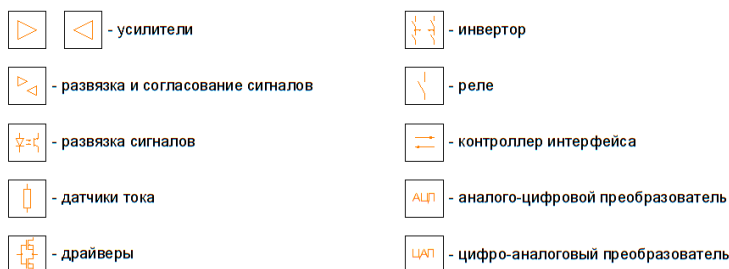 - усилители
- развязка и согласование сигналов
- развязка сигналов
- датчики тока
- драйверы
- инвертор
- реле
- контроллер интерфейса
АЦП - аналого-цифровой преобразователь
ЦАП - цифро-аналоговый преобразователь